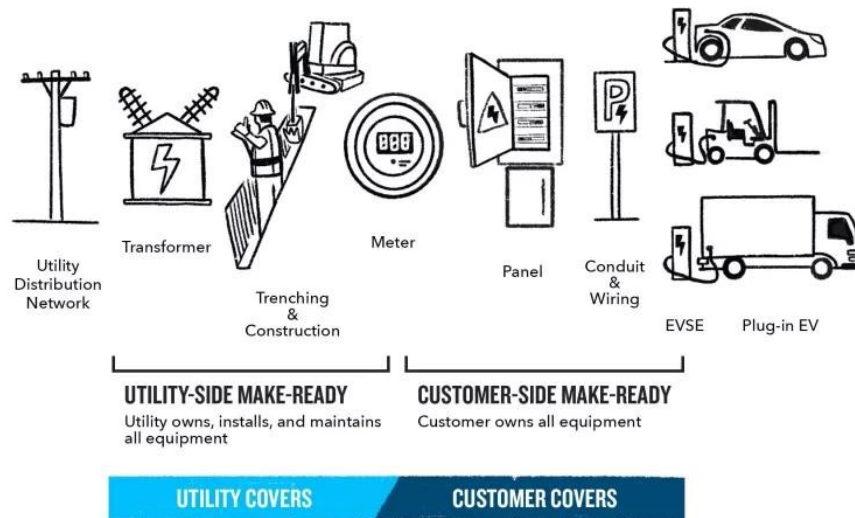 Utility
Distribution
Network
Transformer
Trenching
&
Construction
Meter
Panel
P
Conduit
&
Wiring
EVSE
Plug-in EV
UTILITY-SIDE MAKE-READY
Utility owns, installs, and maintains
all equipment
CUSTOMER-SIDE MAKE-READY
Customer owns all equipment
UTILITY COVERS
CUSTOMER COVERS